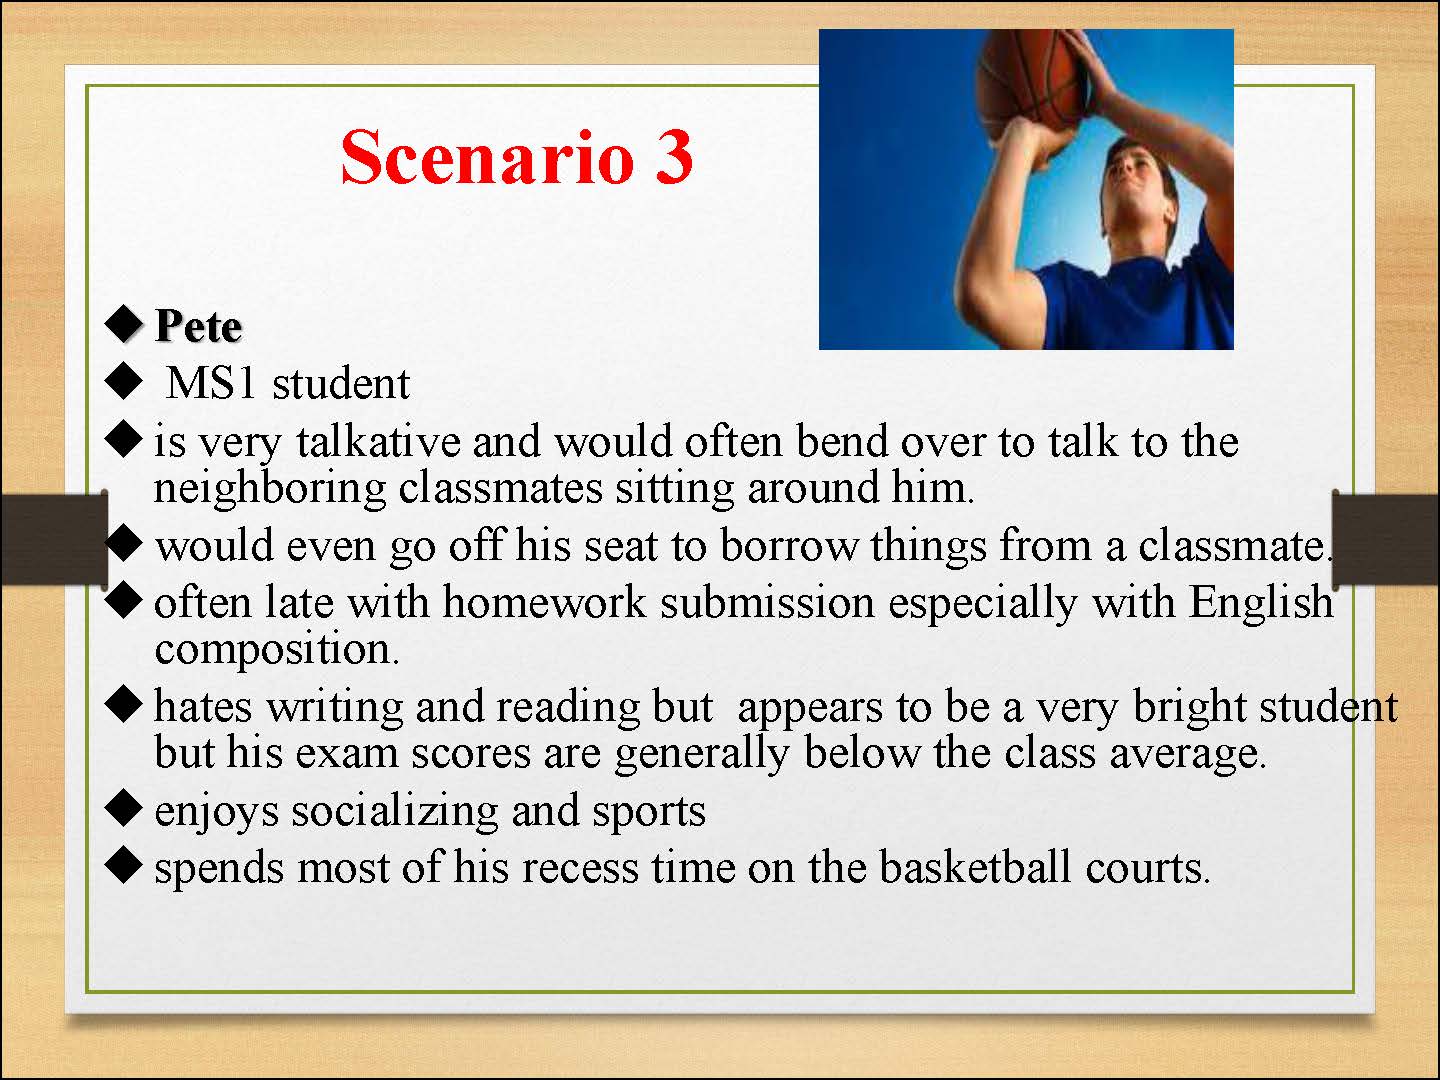 Scenario 3
◆ Pete
◆ MS1 student
◆ is very talkative and would often bend over to talk to the
neighboring classmates sitting around him.
◆ would even go off his seat to borrow things from a classmate.
◆ often late with homework submission especially with English
composition.
◆ hates writing and reading but  appears to be a very bright student
but his exam scores are generally below the class average.
◆ enjoys socializing and sports
◆ spends most of his recess time on the basketball courts.